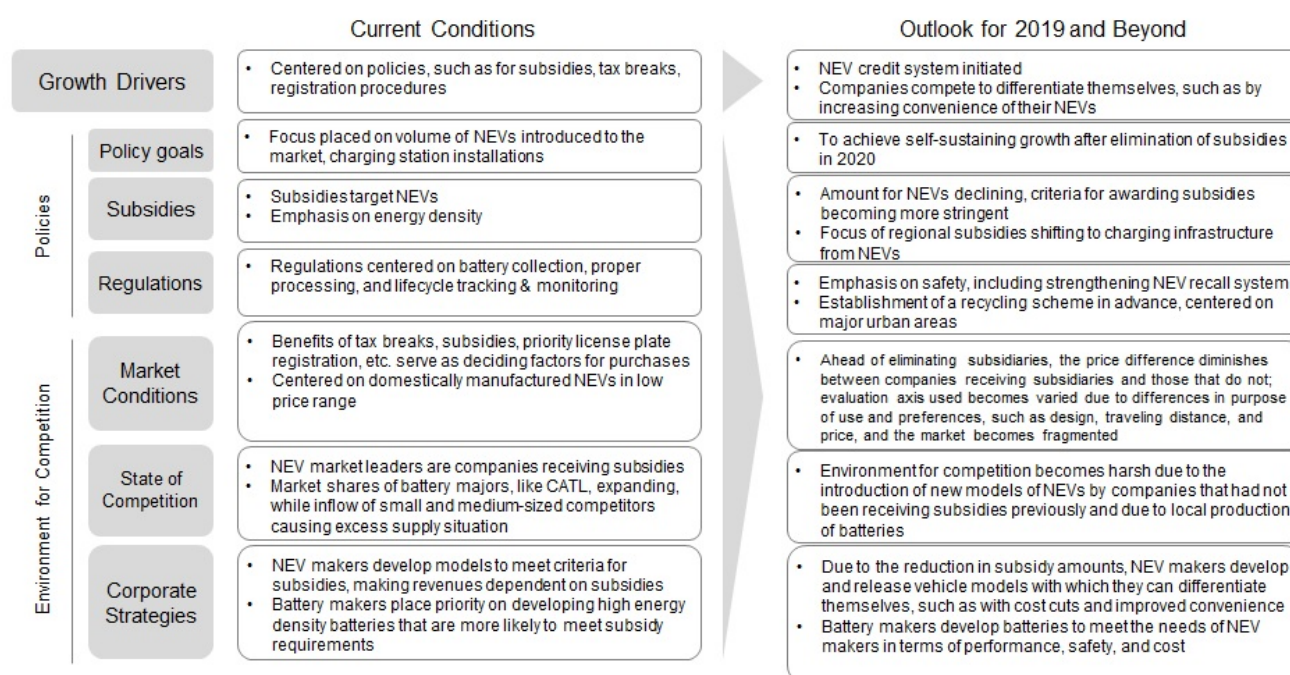 Current Conditions
Outlook for 2019 and Beyond
Growth Drivers
• Centered on policies, such as for subsidies, tax breaks,
registration procedures
• NEV credit system initiated
• Companies compete to differentiate themselves, such as by
increasing convenience of their NEVs
Policies
Policy goals
• Focus placed on volume of NEVs introduced to the
market, charging station installations
• To achieve self-sustaining growth after elimination of subsidies
in 2020
Subsidies
• Subsidies target NEVs
• Emphasis on energy density
• Amount for NEVs declining, criteria for awarding subsidies
becoming more stringent
• Focus of regional subsidies shifting to charging infrastructure
from NEVs
Regulations
• Regulations centered on battery collection, proper
processing, and lifecycle tracking & monitoring
• Emphasis on safety, including strengthening NEV recall system
• Establishment of a recycling scheme in advance, centered on
major urban areas
Environment for Competition
Market
Conditions
• Benefits of tax breaks, subsidies, priority license plate
registration, etc. serve as deciding factors for purchases
• Centered on domestically manufactured NEVs in low
price range
• Ahead of eliminating subsidiaries, the price difference diminishes
between companies receiving subsidiaries and those that do not;
evaluation axis used becomes varied due to differences in purpose
of use and preferences, such as design, traveling distance, and
price, and the market becomes fragmented
State of
Competition
• NEV market leaders are companies receiving subsidies
• Market shares of battery majors, like CATL, expanding,
while inflow of small and medium-sized competitors
causing excess supply situation
• Environment for competition becomes harsh due to the
introduction of new models of NEVs by companies that had not
been receiving subsidies previously and due to local production
of batteries
Corporate
Strategies
• NEV makers develop models to meet criteria for
subsidies, making revenues dependent on subsidies
• Battery makers place priority on developing high energy
density batteries that are more likely to meet subsidy
requirements
• Due to the reduction in subsidy amounts, NEV makers develop
and release vehicle models with which they can differentiate
themselves, such as with cost cuts and improved convenience
• Battery makers develop batteries to meet the needs of NEV
makers in terms of performance, safety, and cost